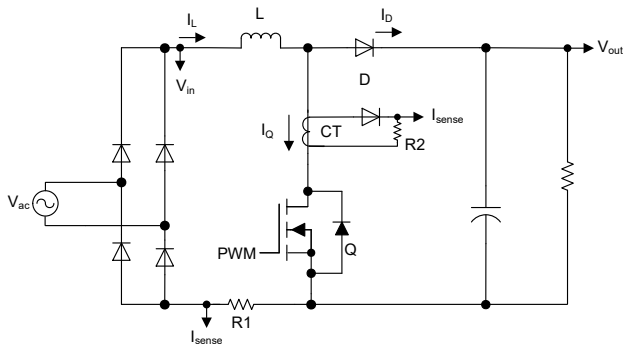 I_L
L
I_D
V_out
V_in
D
I_Q
CT
I_sense
R2
V_ac
PWM
Q
R1
I_sense